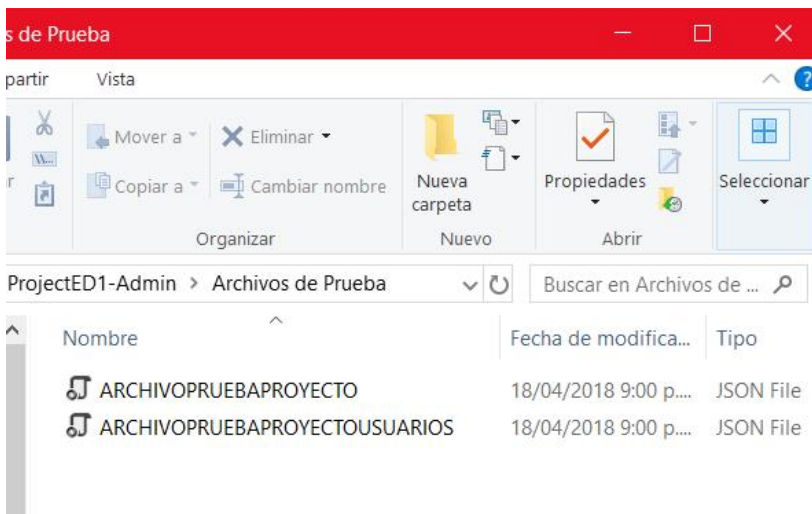 s de Prueba
partir Vista
Mover a Eliminar
Copiar a Cambiar nombre
Nueva carpeta
Propiedades
Seleccionar
Organizar Nuevo Abrir
ProjectED1-Admin > Archivos de Prueba
Buscar en Archivos de ...
Nombre Fecha de modifica... Tipo
ARCHIVOPRUEBAPROYECTO 18/04/2018 9:00 p.... JSON File
ARCHIVOPRUEBAPROYECTOUSUARIOS 18/04/2018 9:00 p.... JSON File